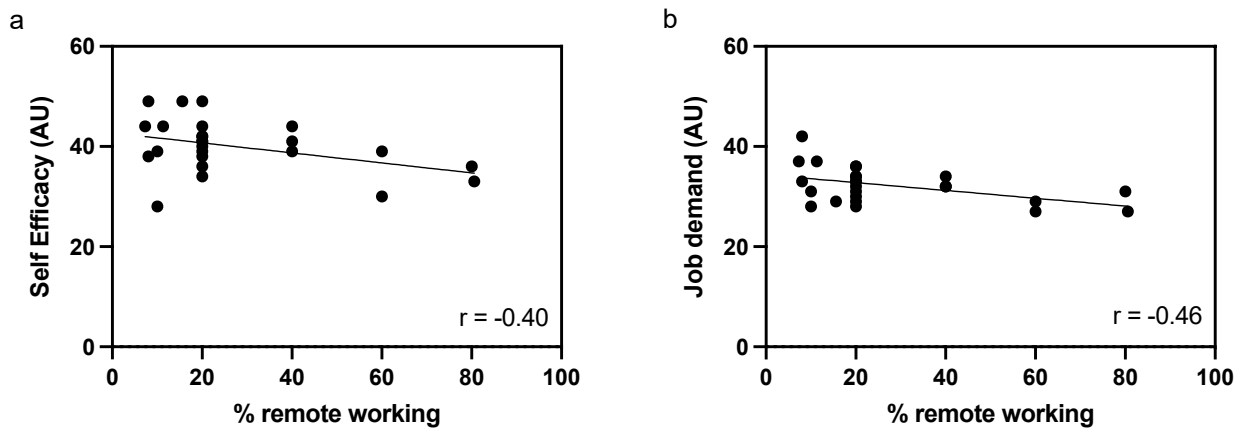 a
60
40
20
0
Self Efficacy (AU)
r = -0.40
0 20 40 60 80 100
% remote working
b
60
40
20
0
Job demand (AU)
r = -0.46
0 20 40 60 80 100
% remote working